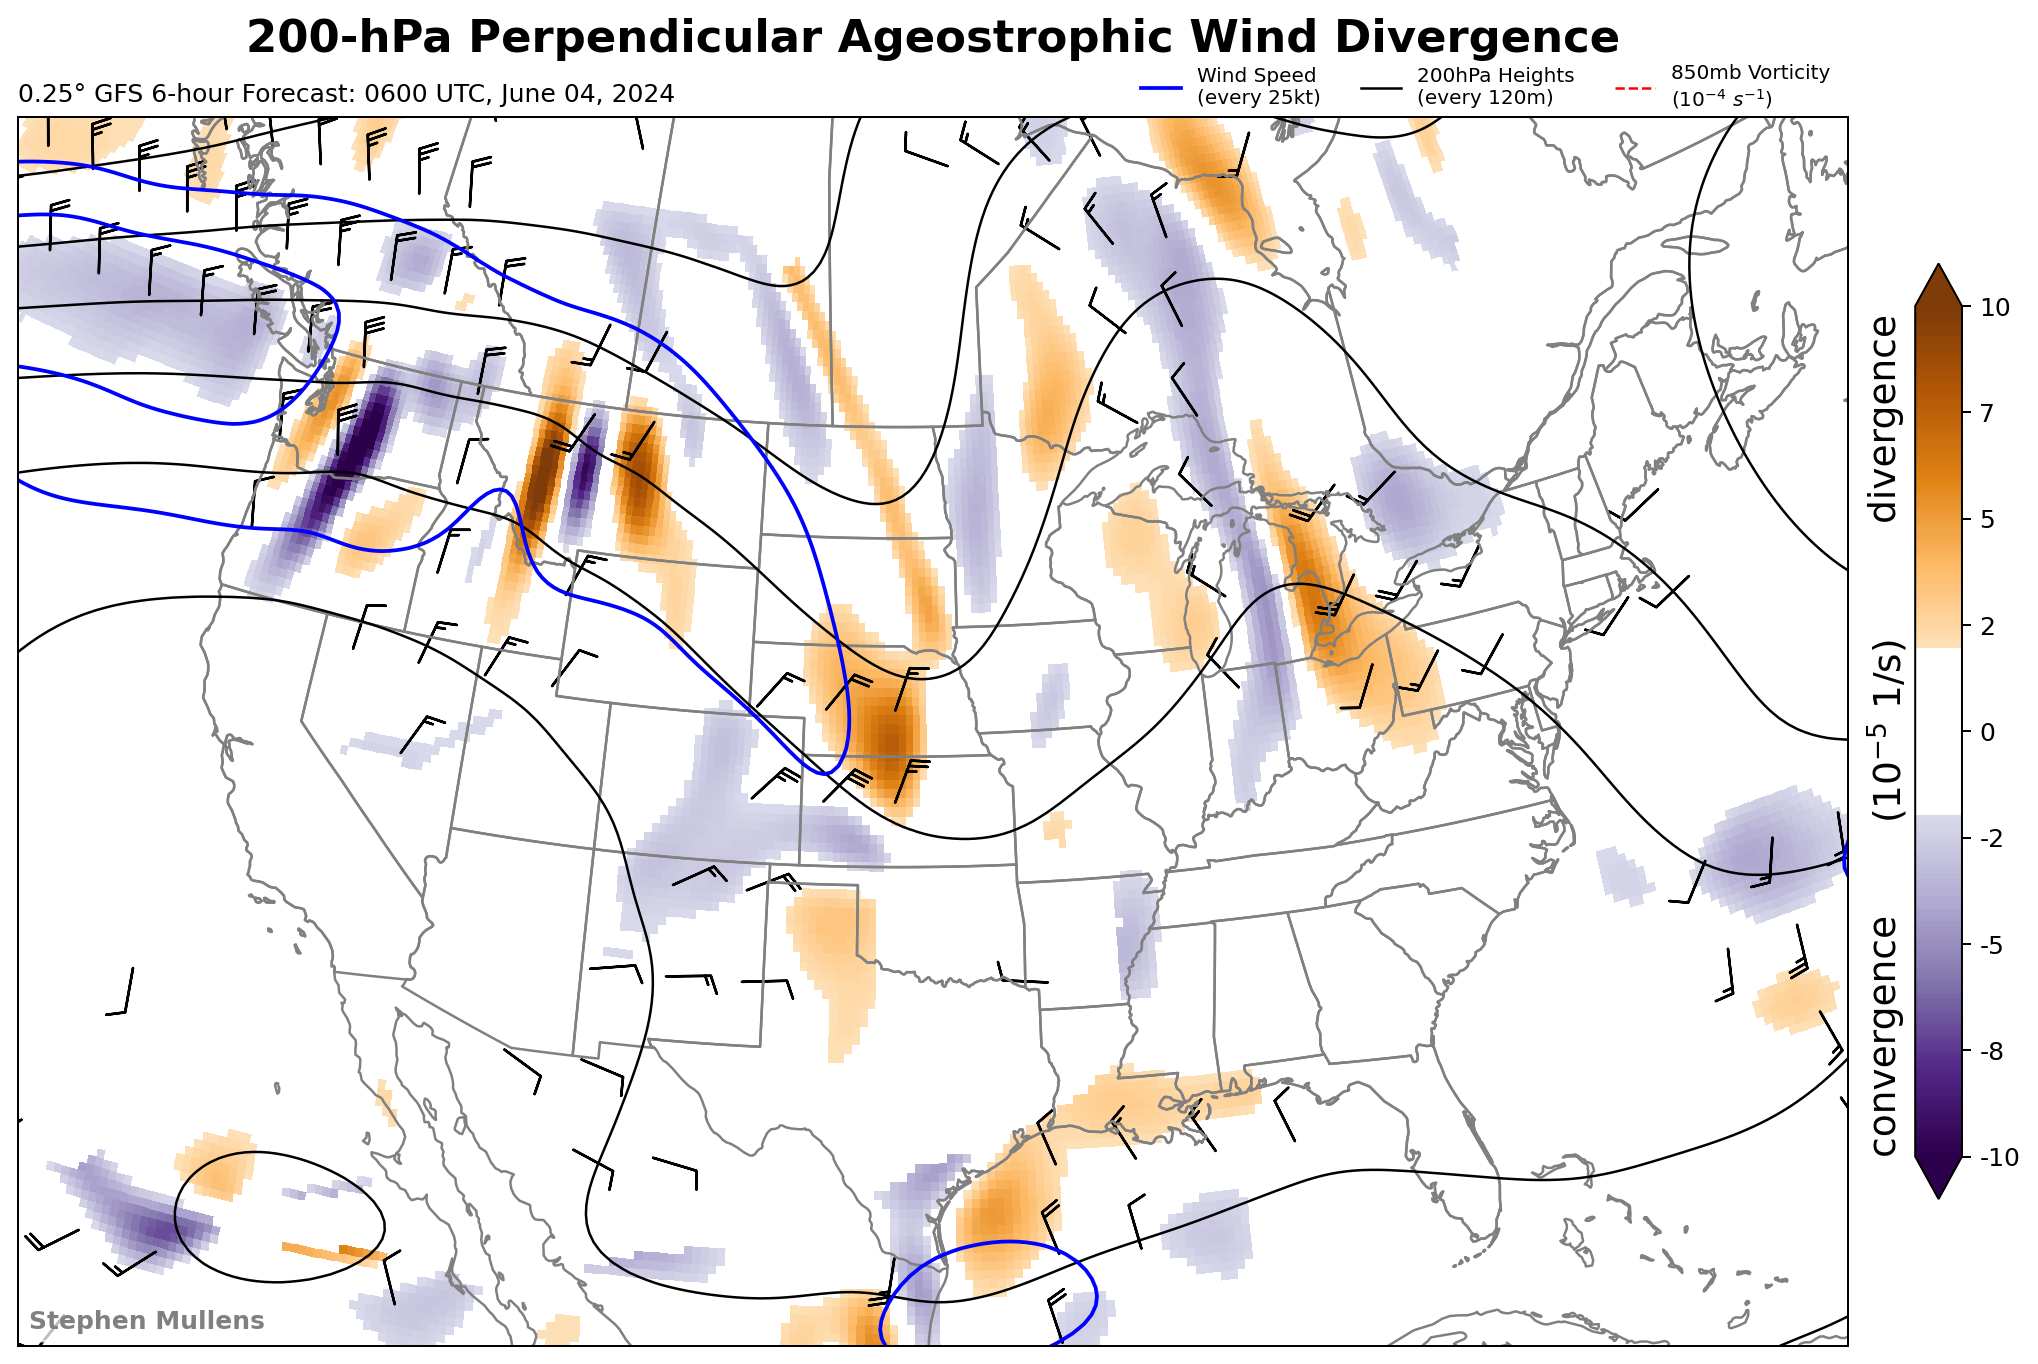 200-hPa Perpendicular Ageostrophic Wind Divergence
0.25° GFS 6-hour Forecast: 0600 UTC, June 04, 2024
Wind Speed
(every 25kt)
200hPa Heights
(every 120m)
850mb Vorticity
(10⁻⁴ s⁻¹)
10
7
5
2
0
-2
-5
-8
-10
convergence (10⁻⁵ 1/s) divergence
Stephen Mullens